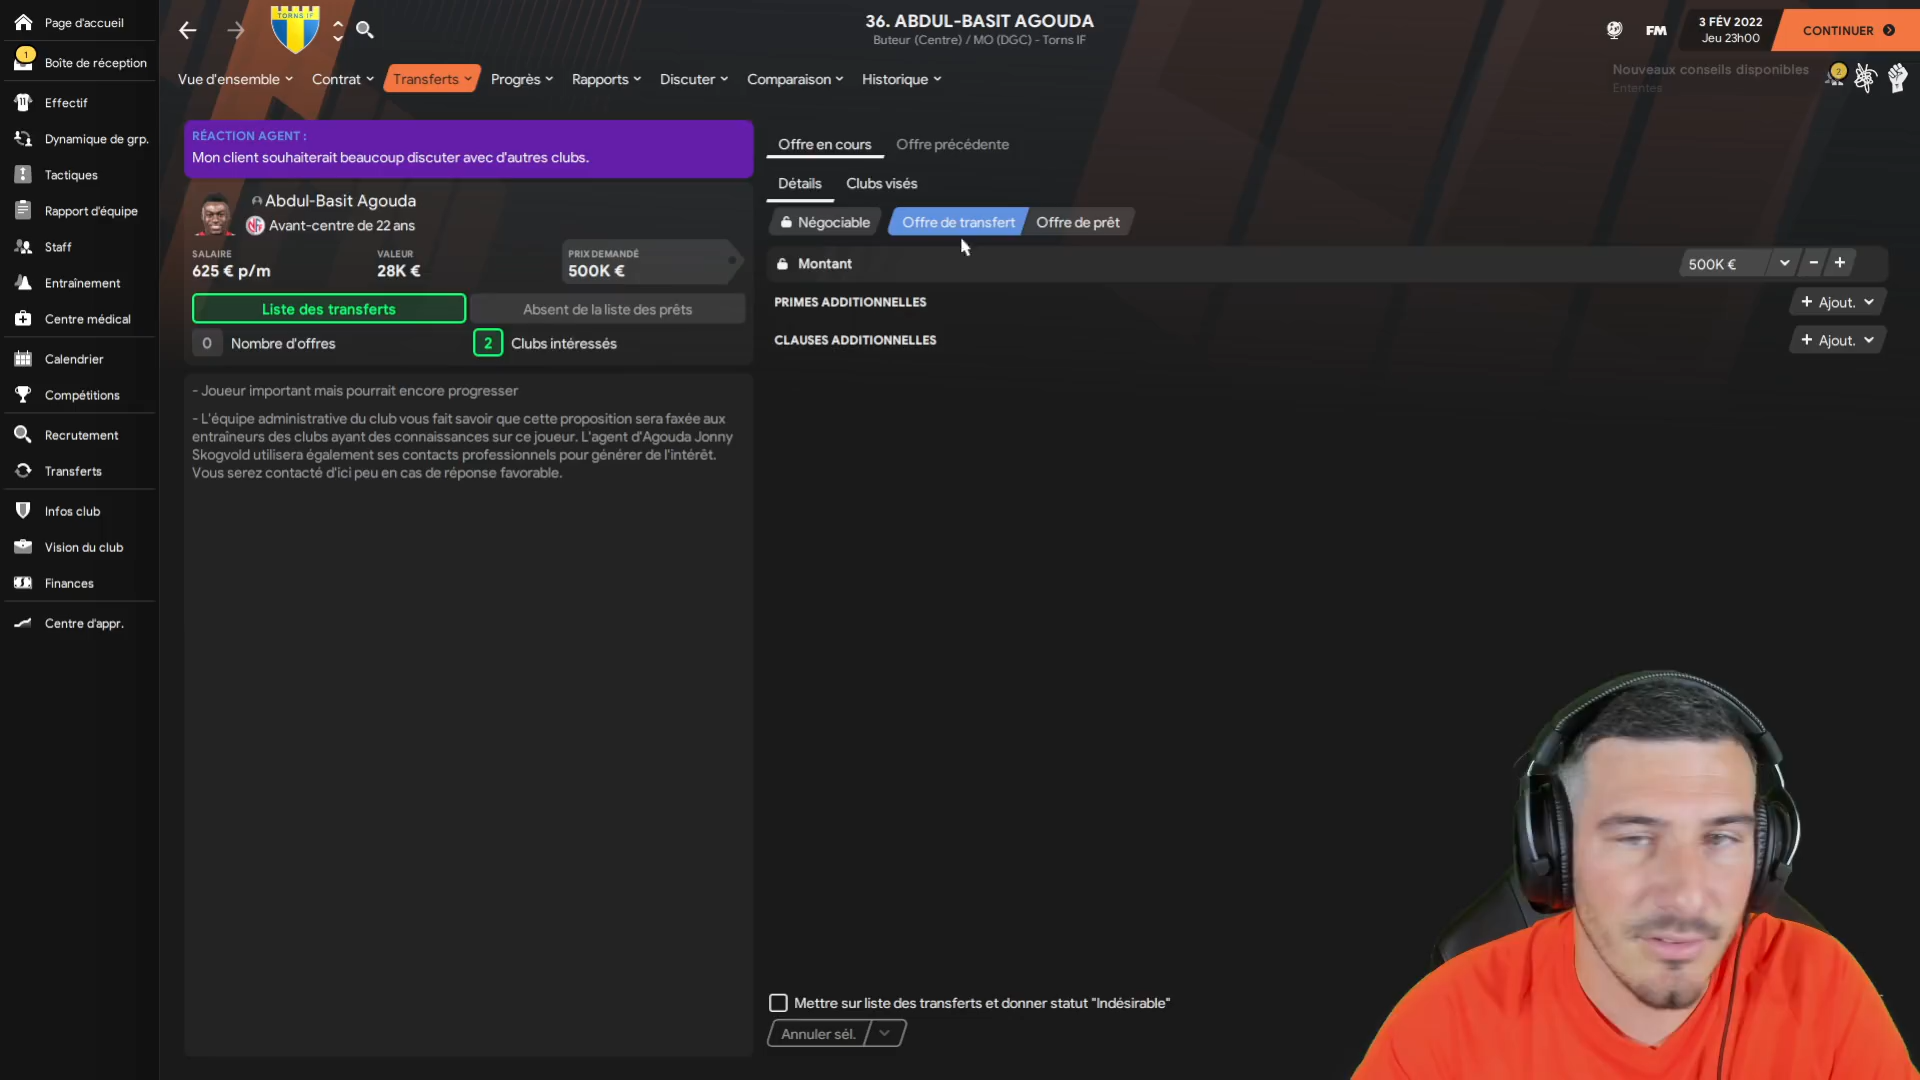 Page d'accueil
1
Boîte de réception
Effectif
Dynamique de grp.
Tactiques
Rapport d'équipe
Staff
Entraînement
Centre médical
Calendrier
Compétitions
Recrutement
Transferts
Infos club
Vision du club
Finances
Centre d'appr.
TORNS IF
36. ABDUL-BASIT AGOUDA
Buteur (Centre) / MO (DGC) - Torns IF
FM
3 FÉV 2022
Jeu 23h00
CONTINUER
Vue d'ensemble
Contrat
Transferts
Progrès
Rapports
Discuter
Comparaison
Historique
Nouveaux conseils disponibles
Ententes
2
RÉACTION AGENT :
Mon client souhaiterait beaucoup discuter avec d'autres clubs.
Abdul-Basit Agouda
Avant-centre de 22 ans
SALAIRE
625 € p/m
VALEUR
28K €
PRIX DEMANDÉ
500K €
Liste des transferts
Absent de la liste des prêts
0 Nombre d'offres
2 Clubs intéressés
- Joueur important mais pourrait encore progresser
- L'équipe administrative du club vous fait savoir que cette proposition sera faxée aux
entraîneurs des clubs ayant des connaissances sur ce joueur. L'agent d'Agouda Jonny
Skogvold utilisera également ses contacts professionnels pour générer de l'intérêt.
Vous serez contacté d'ici peu en cas de réponse favorable.
Offre en cours
Offre précédente
Détails
Clubs visés
Négociable
Offre de transfert
Offre de prêt
Montant
500K €
PRIMES ADDITIONNELLES
+ Ajout.
CLAUSES ADDITIONNELLES
+ Ajout.
Mettre sur liste des transferts et donner statut "Indésirable"
Annuler sél.